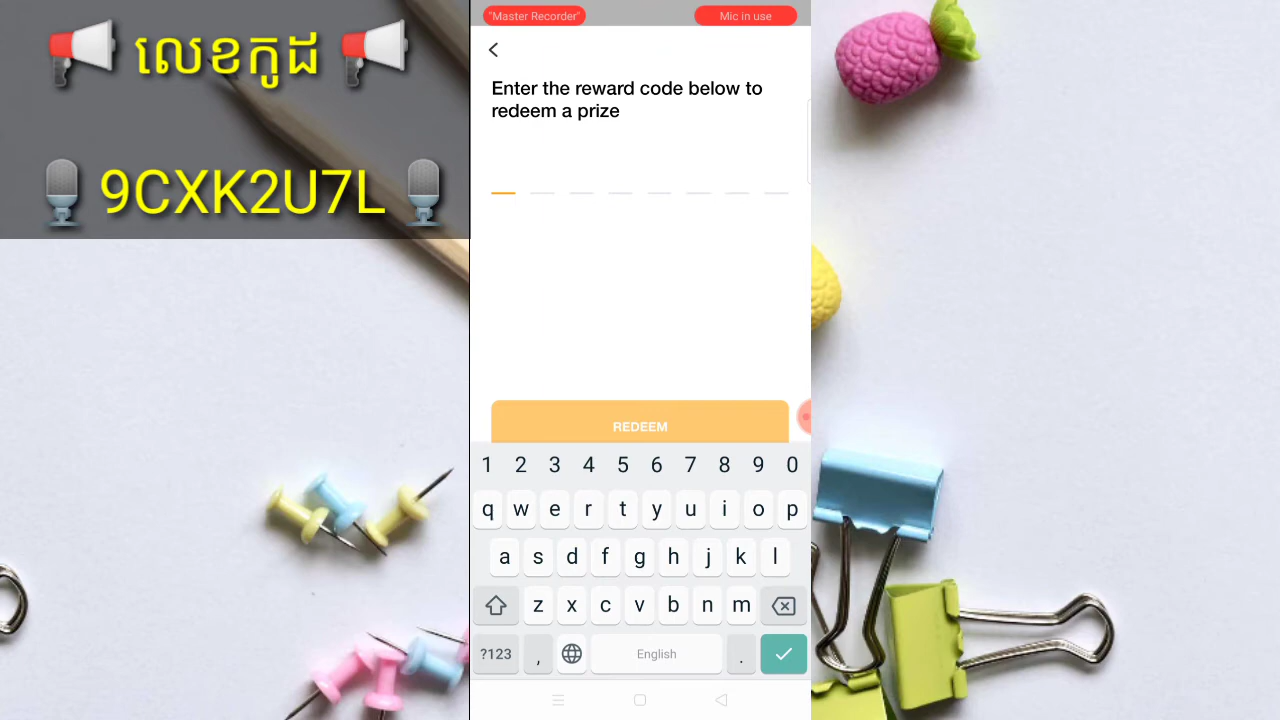 លេខកូដ
9CXK2U7L
"Master Recorder" Mic in use
Enter the reward code below to
redeem a prize
REDEEM
1 2 3 4 5 6 7 8 9 0
q w e r t y u i o p
a s d f g h j k l
z x c v b n m
?123 , English .